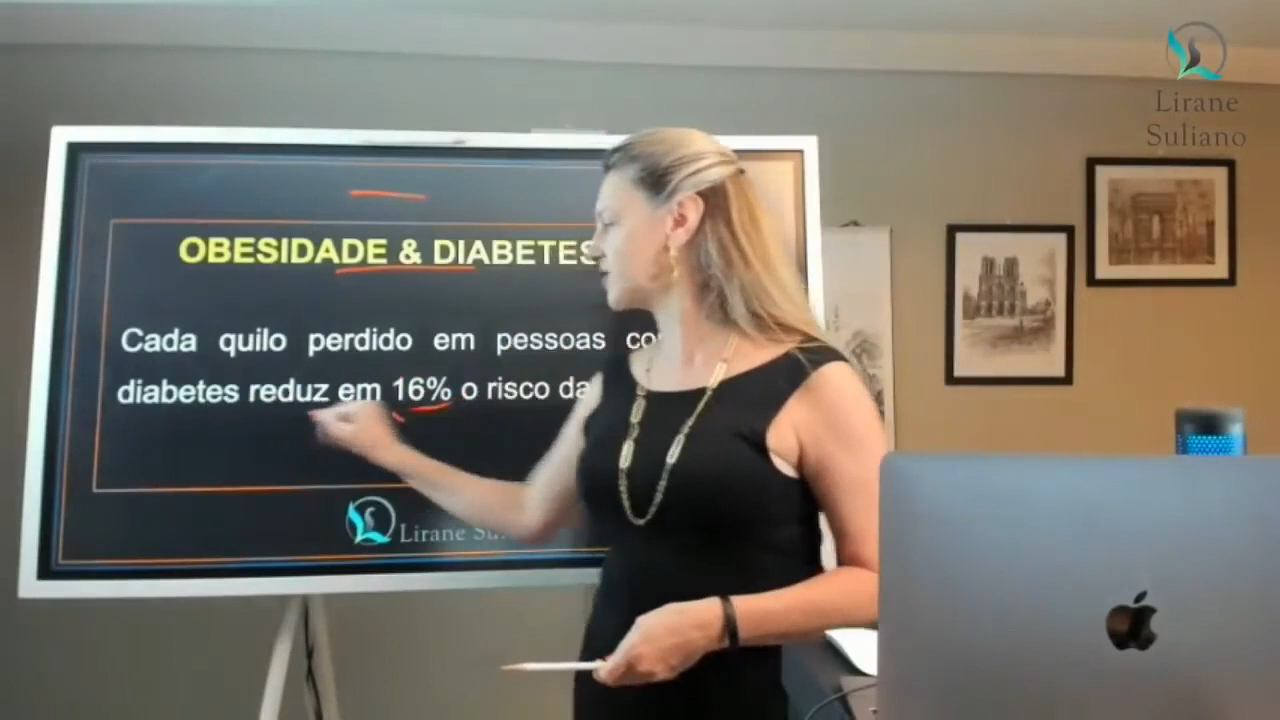 Lirane
Suliano
OBESIDADE & DIABETES
Cada quilo perdido em pessoas
diabetes reduz em 16% o risco
Lirane